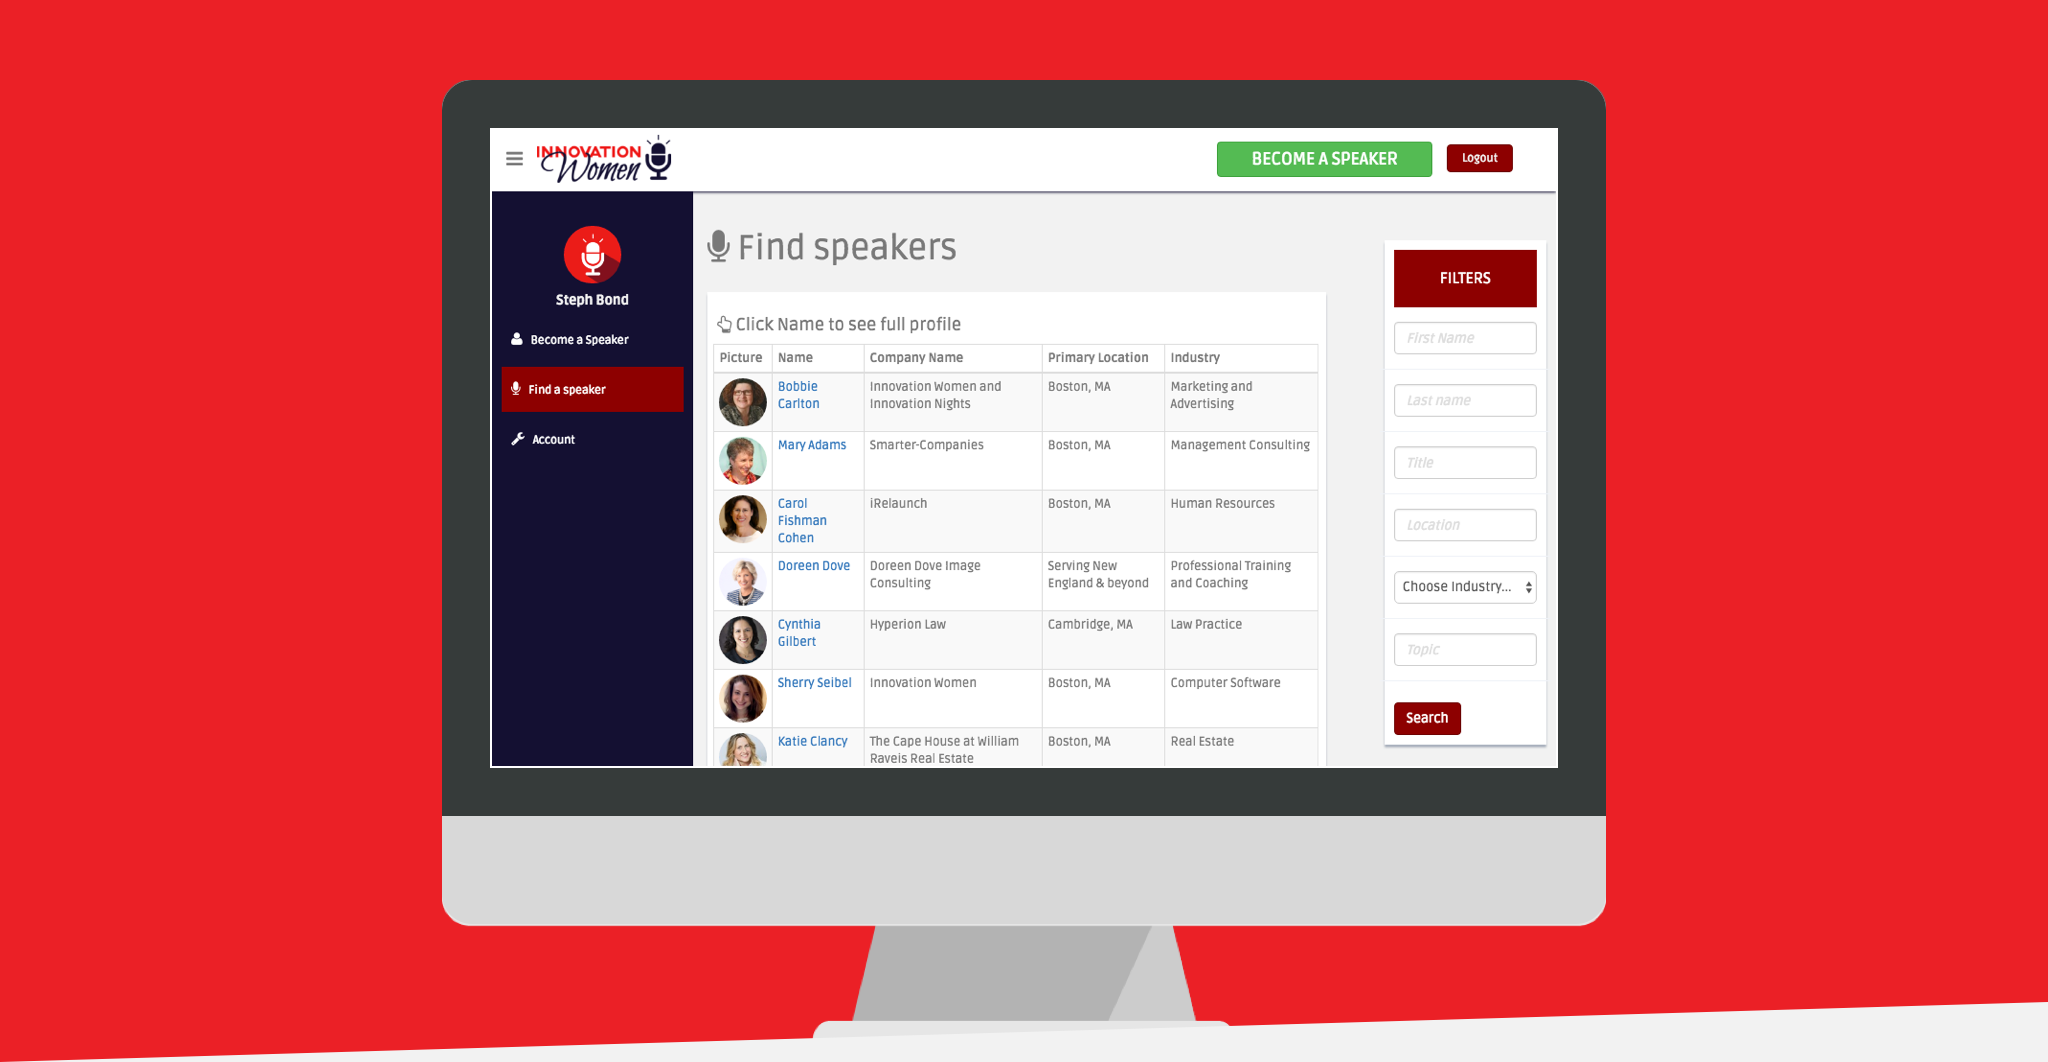 INNOVATION
Women
BECOME A SPEAKER
Logout
Steph Bond
Become a Speaker
Find a speaker
Account
Find speakers
Click Name to see full profile
Picture Name Company Name Primary Location Industry
Bobbie Innovation Women and Boston, MA Marketing and
Carlton Innovation Nights Advertising
Mary Adams Smarter-Companies Boston, MA Management Consulting
Carol iRelaunch Boston, MA Human Resources
Fishman
Cohen
Doreen Dove Doreen Dove Image Serving New Professional Training
Consulting England & beyond and Coaching
Cynthia Hyperion Law Cambridge, MA Law Practice
Gilbert
Sherry Seibel Innovation Women Boston, MA Computer Software
Katie Clancy The Cape House at William Boston, MA Real Estate
Raveis Real Estate
FILTERS
First Name
Last name
Title
Location
Choose Industry...
Topic
Search